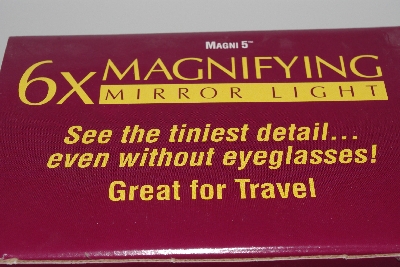 Magni 5™
6x MAGNIFYING
MIRROR LIGHT
See the tiniest detail...
even without eyeglasses!
Great for Travel